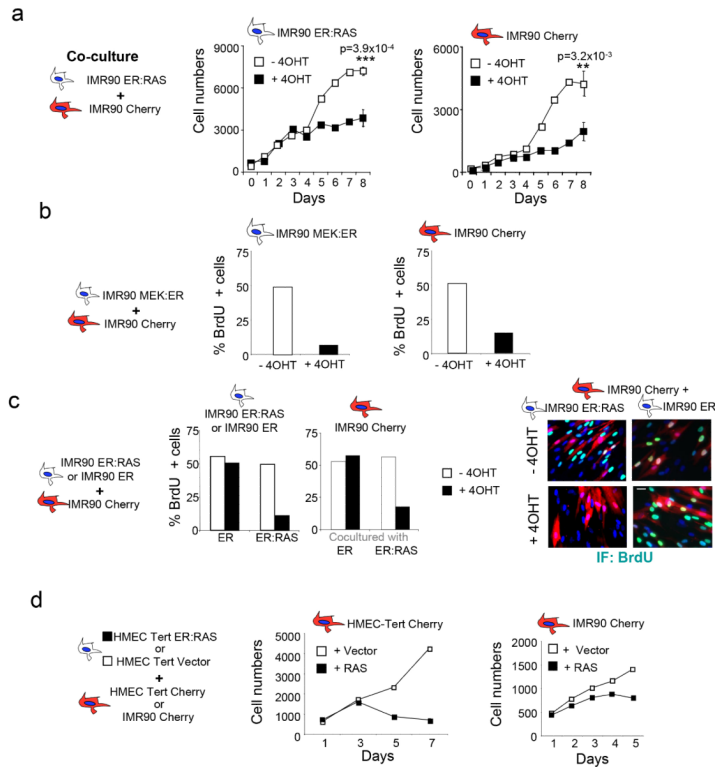 a
Co-culture
IMR90 ER:RAS
+
IMR90 Cherry
IMR90 ER:RAS
p=3.9x10-4
***
- 4OHT
+ 4OHT
Cell numbers
9000
6000
3000
0
0 1 2 3 4 5 6 7 8
Days
IMR90 Cherry
p=3.2x10-3
**
- 4OHT
+ 4OHT
Cell numbers
6000
3000
0
0 1 2 3 4 5 6 7 8
Days
b
IMR90 MEK:ER
+
IMR90 Cherry
IMR90 MEK:ER
% BrdU + cells
75
50
25
0
- 4OHT + 4OHT
IMR90 Cherry
% BrdU + cells
75
50
25
0
- 4OHT + 4OHT
c
IMR90 ER:RAS
or IMR90 ER
+
IMR90 Cherry
IMR90 ER:RAS
or IMR90 ER
% BrdU + cells
75
50
25
0
ER ER:RAS
IMR90 Cherry
75
50
25
0
Cocultured with
ER ER:RAS
- 4OHT
+ 4OHT
IMR90 Cherry +
IMR90 ER:RAS IMR90 ER
- 4OHT
+ 4OHT
IF: BrdU
d
HMEC Tert ER:RAS
or
HMEC Tert Vector
+
HMEC Tert Cherry
or
IMR90 Cherry
HMEC-Tert Cherry
+ Vector
+ RAS
Cell numbers
5000
4000
3000
2000
1000
0
1 3 5 7
Days
IMR90 Cherry
+ Vector
+ RAS
Cell numbers
2000
1500
1000
500
0
1 2 3 4 5
Days